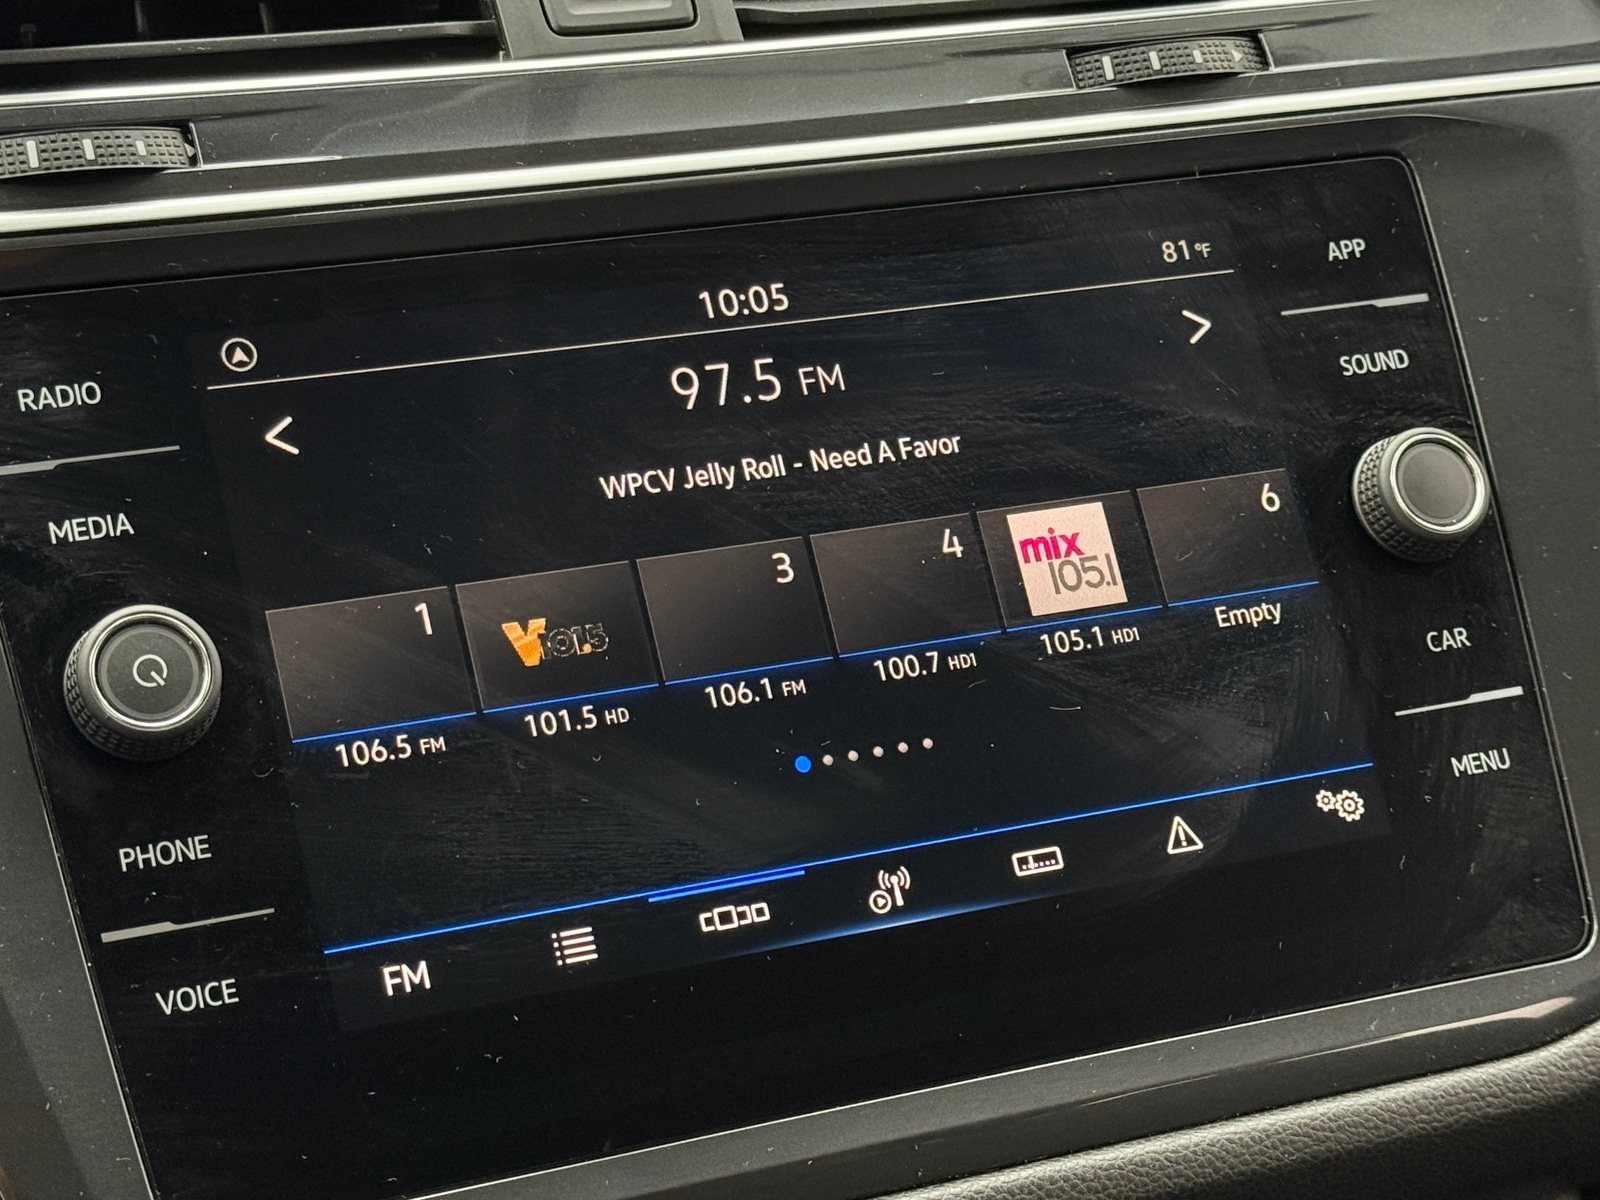 81°F
APP
10:05
RADIO
97.5 FM
SOUND
WPCV Jelly Roll - Need A Favor
MEDIA
1
V101.5
3
4
mix
105.1
6
106.5 FM
101.5 HD
106.1 FM
100.7 HD1
105.1 HD1
Empty
CAR
MENU
PHONE
FM
VOICE